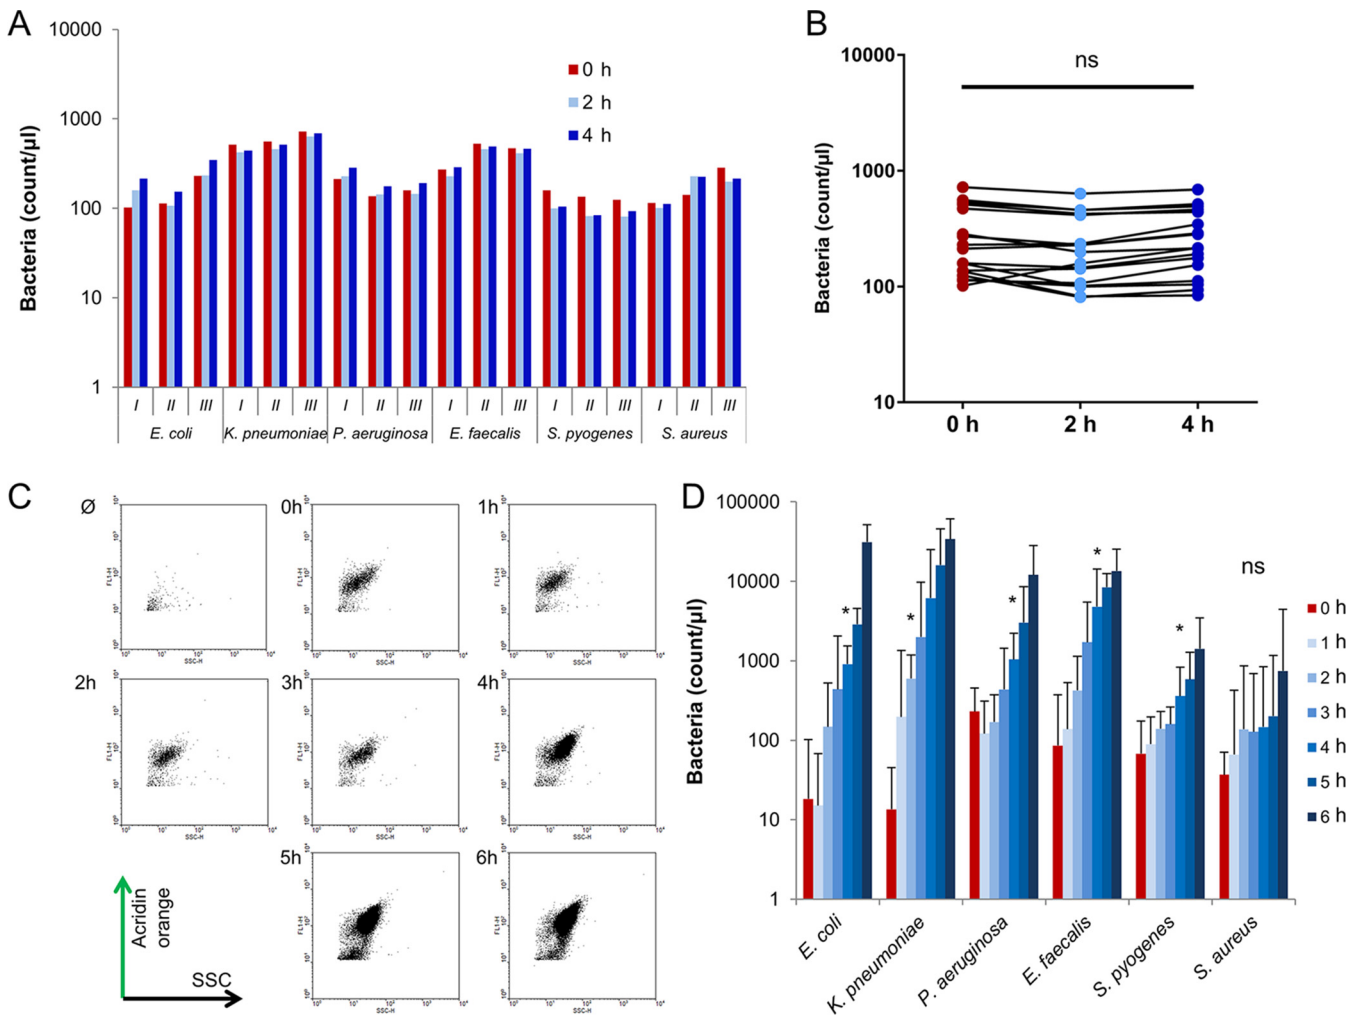 A
10000
1000
100
10
1
Bacteria (count/µl)
0 h
2 h
4 h
I II III I II III I II III I II III I II III I II III
E. coli K. pneumoniae P. aeruginosa E. faecalis S. pyogenes S. aureus
B
10000
1000
100
10
Bacteria (count/µl)
ns
0 h 2 h 4 h
C
Ø 0h 1h
2h 3h 4h
5h 6h
FL1-H
SSC-H
Acridin
orange
SSC
D
100000
10000
1000
100
10
1
Bacteria (count/µl)
* * * * * ns
0 h
1 h
2 h
3 h
4 h
5 h
6 h
E. coli
K. pneumoniae
P. aeruginosa
E. faecalis
S. pyogenes
S. aureus